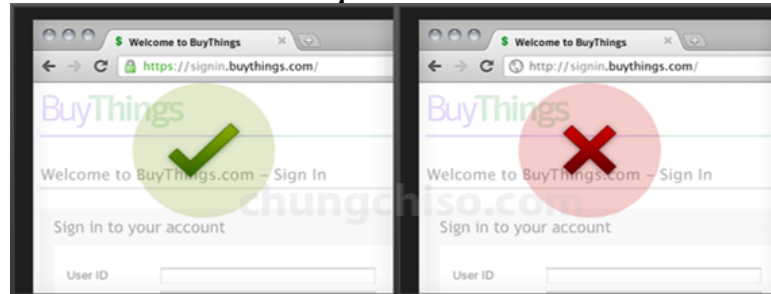 $ Welcome to BuyThings
https://signin.buythings.com/
BuyThings
Welcome to BuyThings.com – Sign In
Sign in to your account
User ID
$ Welcome to BuyThings
http://signin.buythings.com/
BuyThings
Welcome to BuyThings.com – Sign In
Sign in to your account
User ID
chungchiso.com